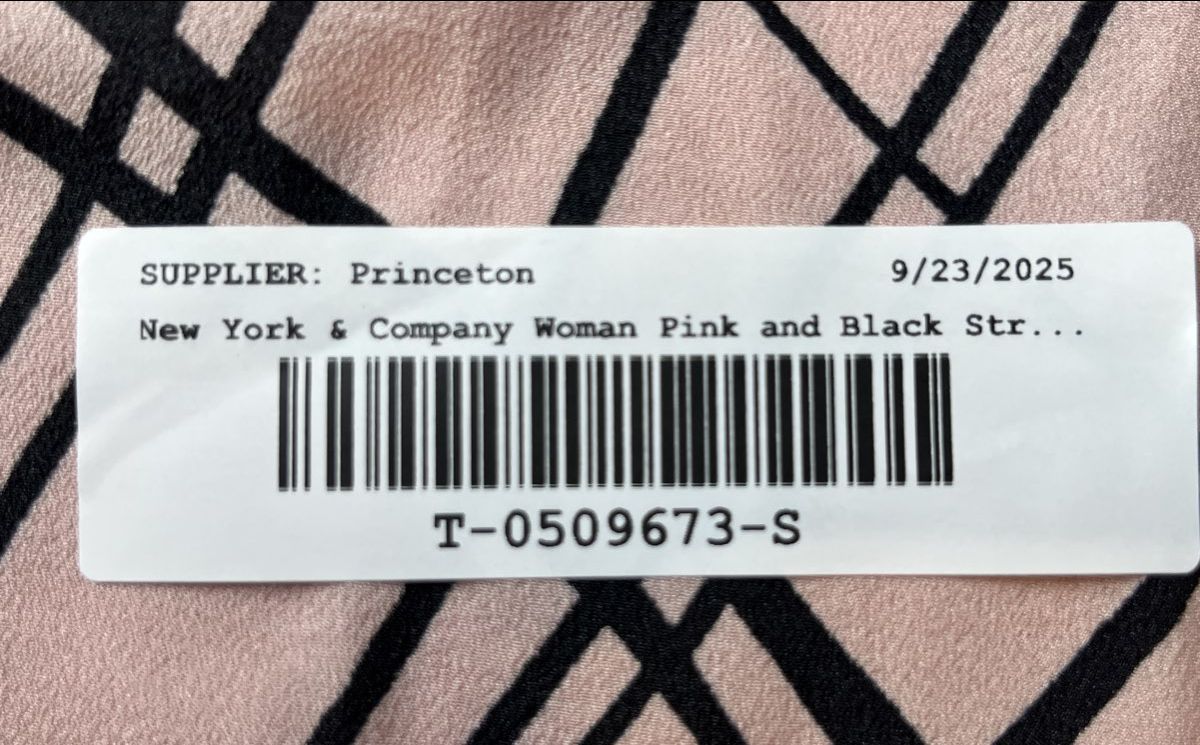 SUPPLIER: Princeton 9/23/2025
New York & Company Woman Pink and Black Str...
T-0509673-S